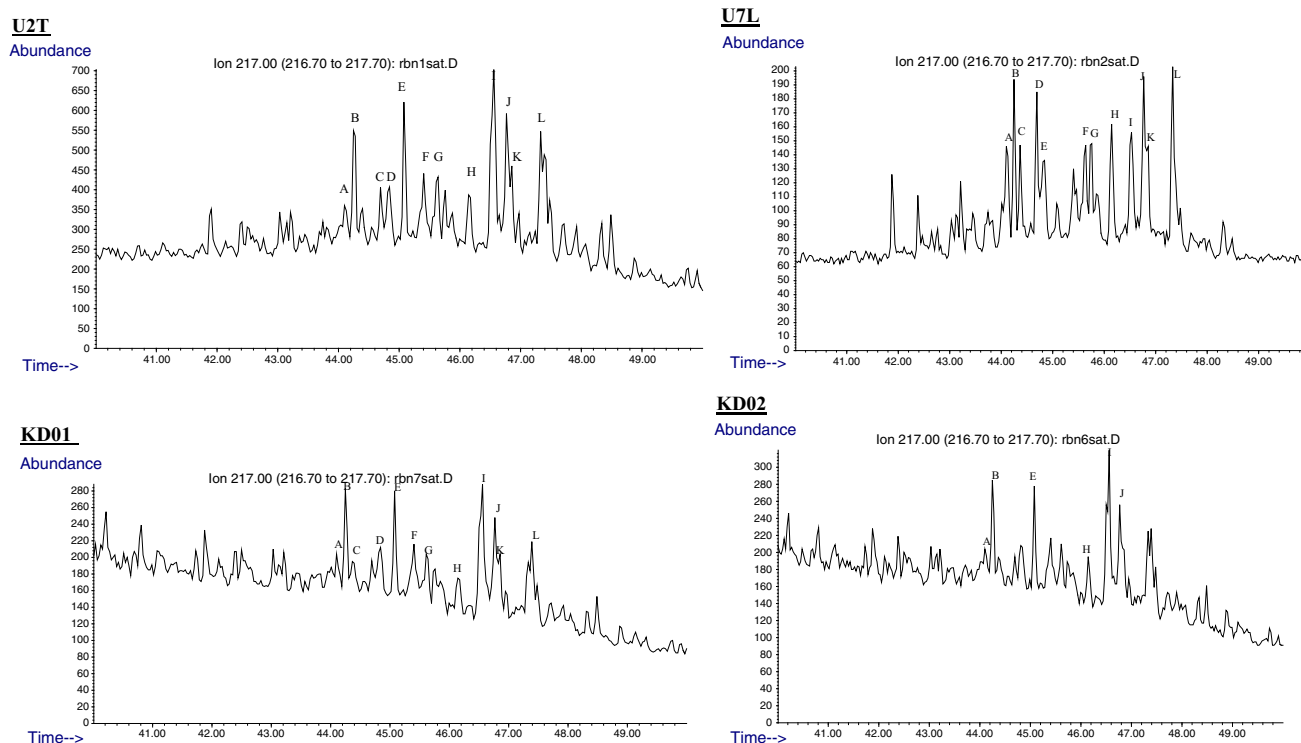 U2T
Abundance
Ion 217.00 (216.70 to 217.70): rbn1sat.D
700
650
600
550
500
450
400
350
300
250
200
150
100
50
0
A
B
C
D
E
F
G
H
I
J
K
L
41.00 42.00 43.00 44.00 45.00 46.00 47.00 48.00 49.00
Time-->
U7L
Abundance
Ion 217.00 (216.70 to 217.70): rbn2sat.D
200
190
180
170
160
150
140
130
120
110
100
90
80
70
60
50
40
30
20
10
0
A
B
C
D
E
F
G
H
I
J
K
L
41.00 42.00 43.00 44.00 45.00 46.00 47.00 48.00 49.00
Time-->
KD01
Abundance
Ion 217.00 (216.70 to 217.70): rbn7sat.D
280
260
240
220
200
180
160
140
120
100
80
60
40
20
0
A
B
C
D
E
F
G
H
I
J
K
L
41.00 42.00 43.00 44.00 45.00 46.00 47.00 48.00 49.00
Time-->
KD02
Abundance
Ion 217.00 (216.70 to 217.70): rbn6sat.D
300
280
260
240
220
200
180
160
140
120
100
80
60
40
20
0
A
B
E
H
J
41.00 42.00 43.00 44.00 45.00 46.00 47.00 48.00 49.00
Time-->